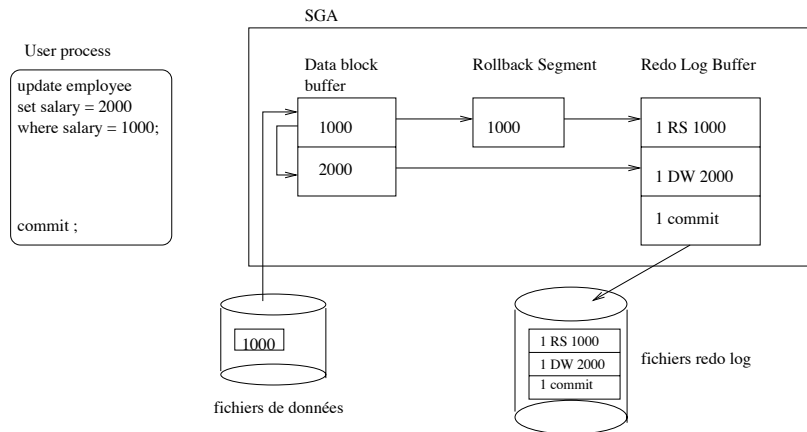 SGA
User process
update employee
set salary = 2000
where salary = 1000;
commit ;
Data block
buffer
1000
2000
Rollback Segment
1000
Redo Log Buffer
1 RS 1000
1 DW 2000
1 commit
1000
fichiers de données
1 RS 1000
1 DW 2000
1 commit
fichiers redo log